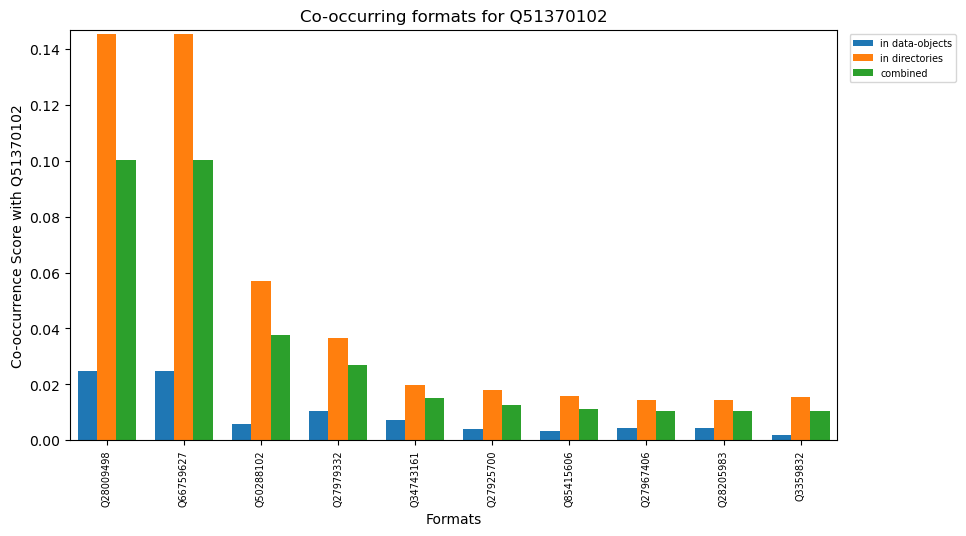 Co-occurring formats for Q51370102
in data-objects
in directories
combined
Co-occurrence Score with Q51370102
0.14
0.12
0.10
0.08
0.06
0.04
0.02
0.00
Q28009498
Q66759627
Q50288102
Q27979332
Q34743161
Q27925700
Q85415606
Q27967406
Q28205983
Q3359832
Formats